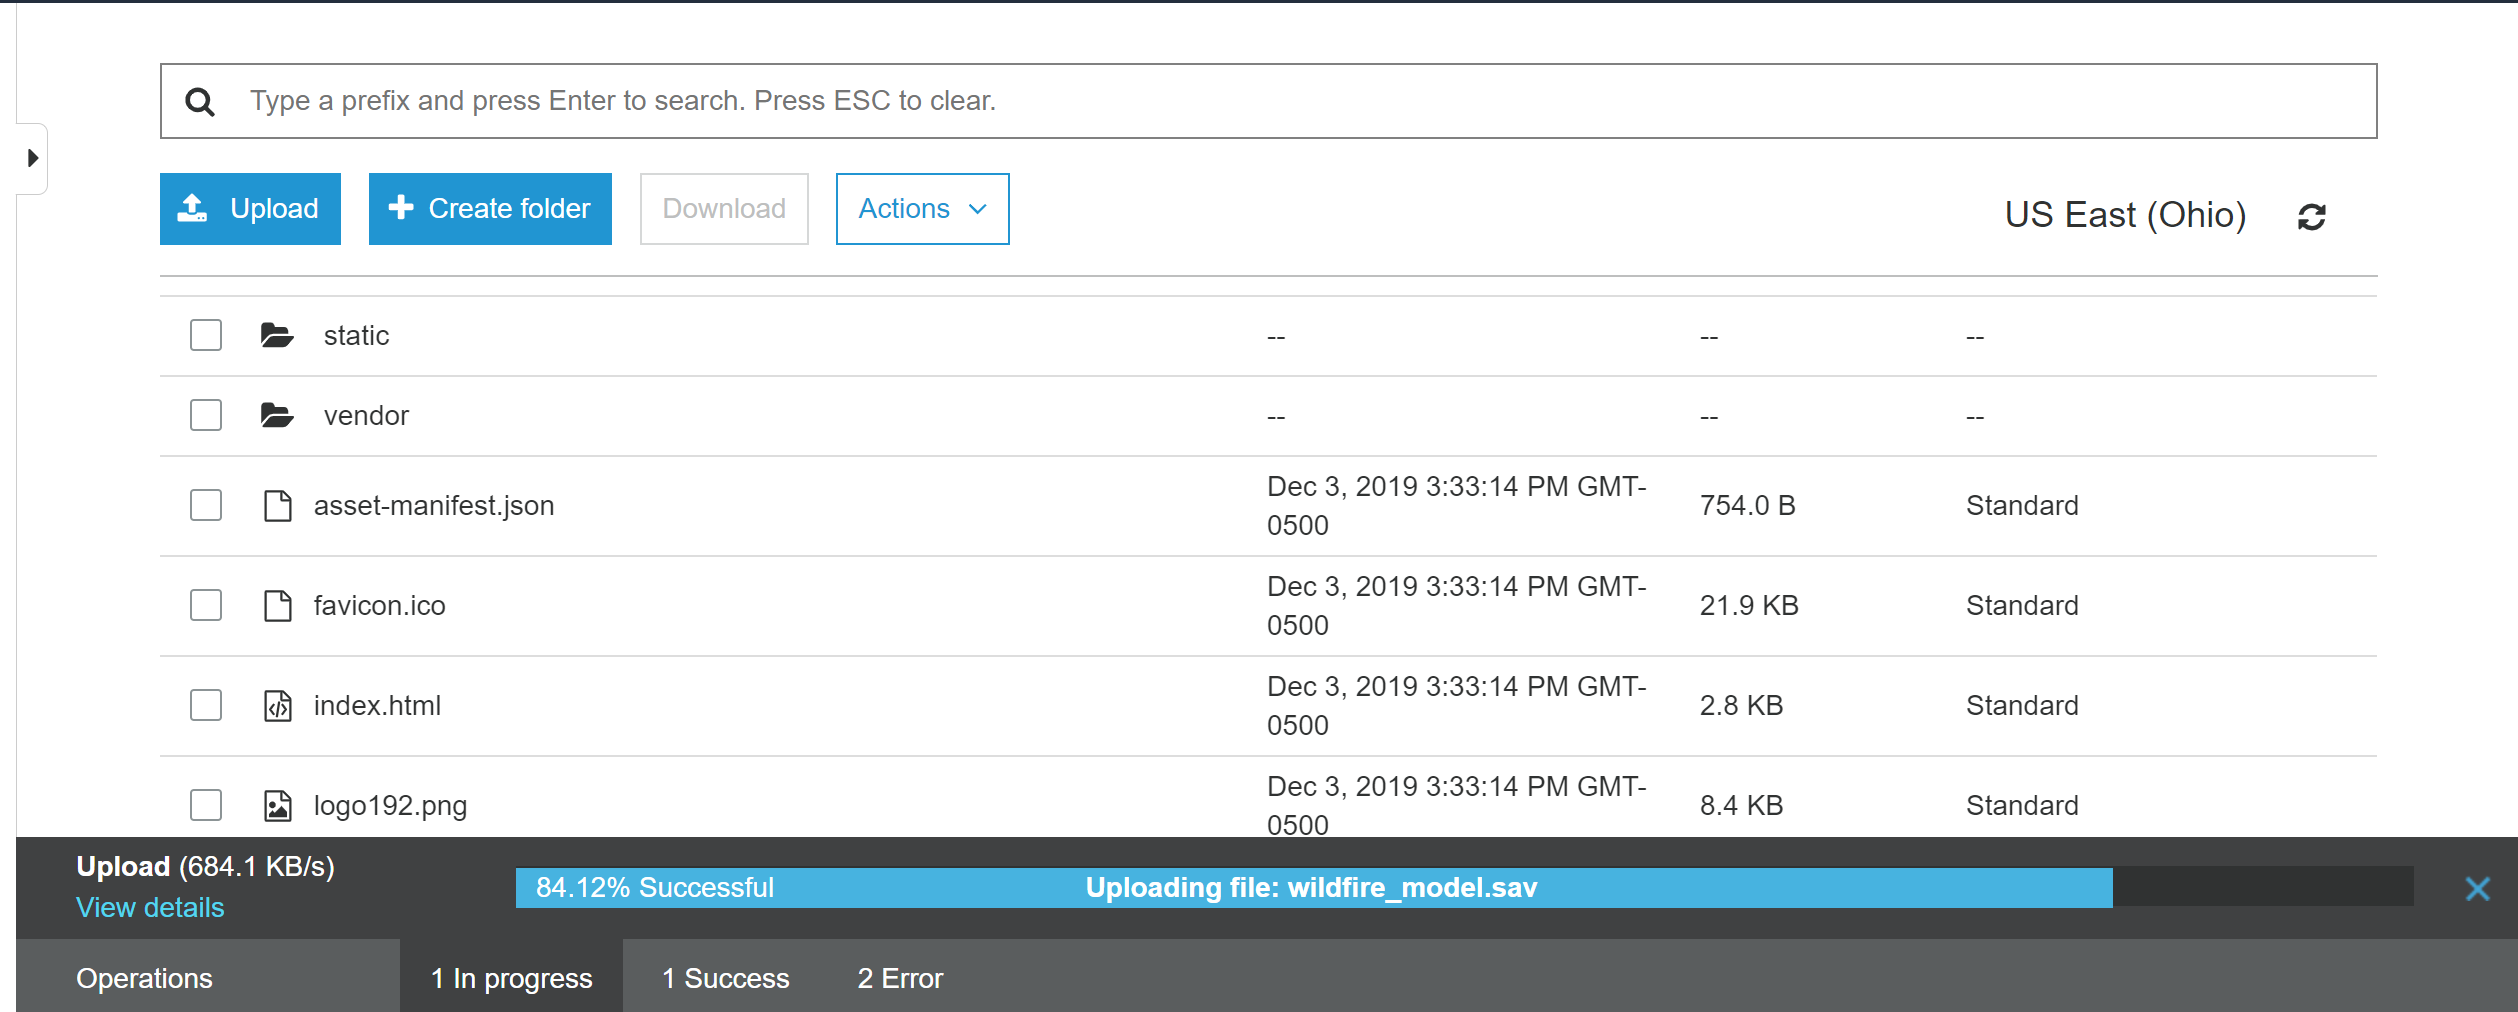 Type a prefix and press Enter to search. Press ESC to clear.
Upload
Create folder
Download
Actions
US East (Ohio)
static -- -- --
vendor -- -- --
asset-manifest.json Dec 3, 2019 3:33:14 PM GMT- 754.0 B Standard
0500
favicon.ico Dec 3, 2019 3:33:14 PM GMT- 21.9 KB Standard
0500
index.html Dec 3, 2019 3:33:14 PM GMT- 2.8 KB Standard
0500
logo192.png Dec 3, 2019 3:33:14 PM GMT- 8.4 KB Standard
0500
Upload (684.1 KB/s)
View details
84.12% Successful
Uploading file: wildfire_model.sav
Operations
1 In progress
1 Success
2 Error